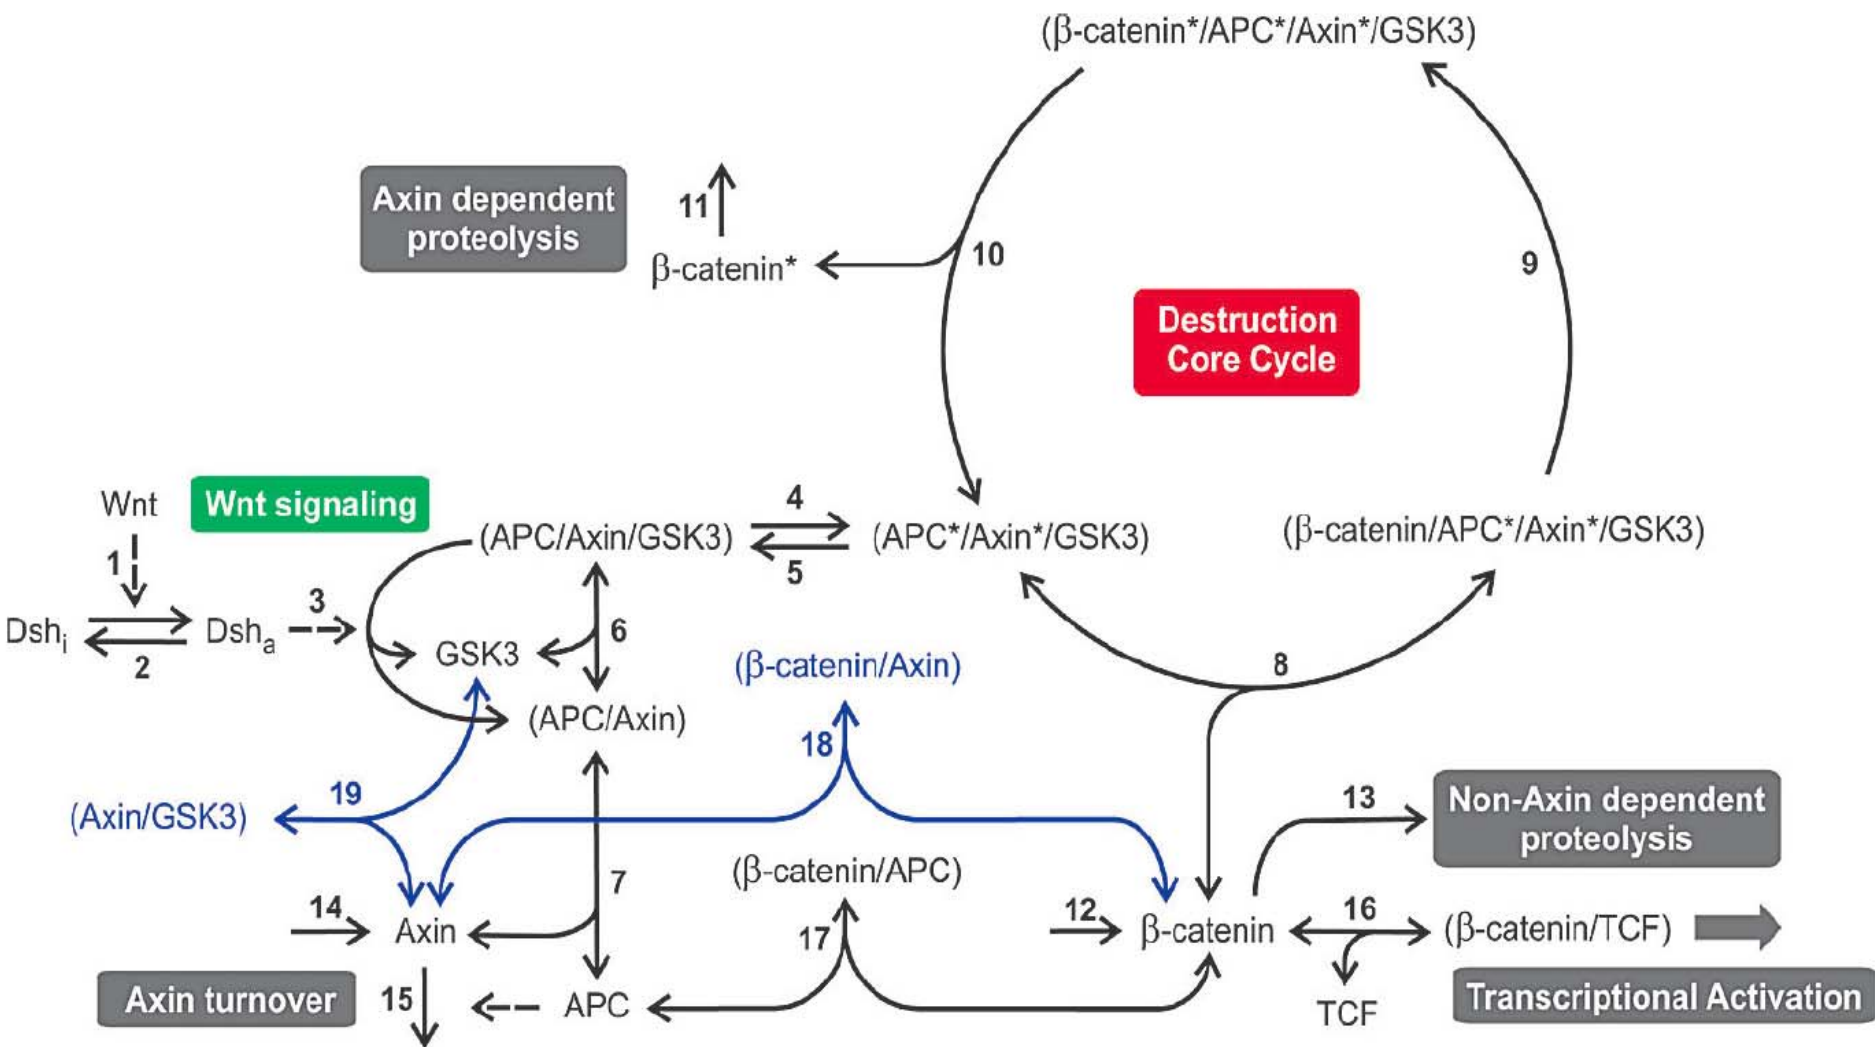 (β-catenin*/APC*/Axin*/GSK3)
Axin dependent
proteolysis
11
β-catenin*
10
9
Destruction
Core Cycle
Wnt
Wnt signaling
1
Dsh_i
2
Dsh_a
3
(APC/Axin/GSK3)
4
5
(APC*/Axin*/GSK3)
(β-catenin/APC*/Axin*/GSK3)
GSK3
6
(β-catenin/Axin)
8
(APC/Axin)
18
19
(Axin/GSK3)
13
Non-Axin dependent
proteolysis
7
(β-catenin/APC)
14
Axin
17
12
β-catenin
16
(β-catenin/TCF)
Axin turnover
15
APC
TCF
Transcriptional Activation